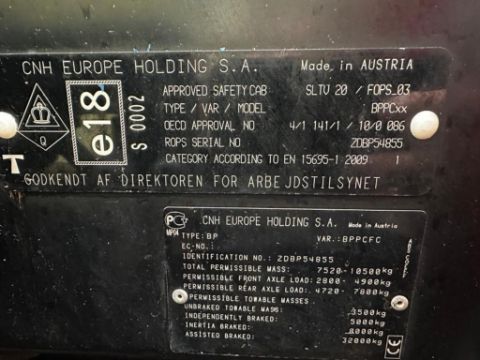 CNH EUROPE HOLDING S.A. Made in AUSTRIA
APPROVED SAFETY CAB SLTV 20 / FOPS_03
TYPE / VAR / MODEL BPPCxx
OECD APPROVAL NO 4/1 141/1 / 10/0 086
ROPS SERIAL NO ZDBP54855
CATEGORY ACCORDING TO EN 15695-1 2009 1
e18
S 0002
Q
T
GODKENDT AF DIREKTOREN FOR ARBEJDSTILSYNET
CNH EUROPE HOLDING S.A. Made in AUSTRIA
TYPE: BP VAR.: BPPCFC
EC-NO.:
IDENTIFICATION NO.: ZDBP54855
TOTAL PERMISSIBLE MASS: 7520-10500kg
PERMISSIBLE FRONT AXLE LOAD: 2800 - 4900kg
PERMISSIBLE REAR AXLE LOAD: 4720 - 7800kg
PERMISSIBLE TOWABLE MASSES
UNBRAKED TOWABLE MASS 3500kg
INDEPENDENTLY BRAKED: 5000kg
INERTIA BRAKED: 8000kg
BRAKED: 32000kg
CE